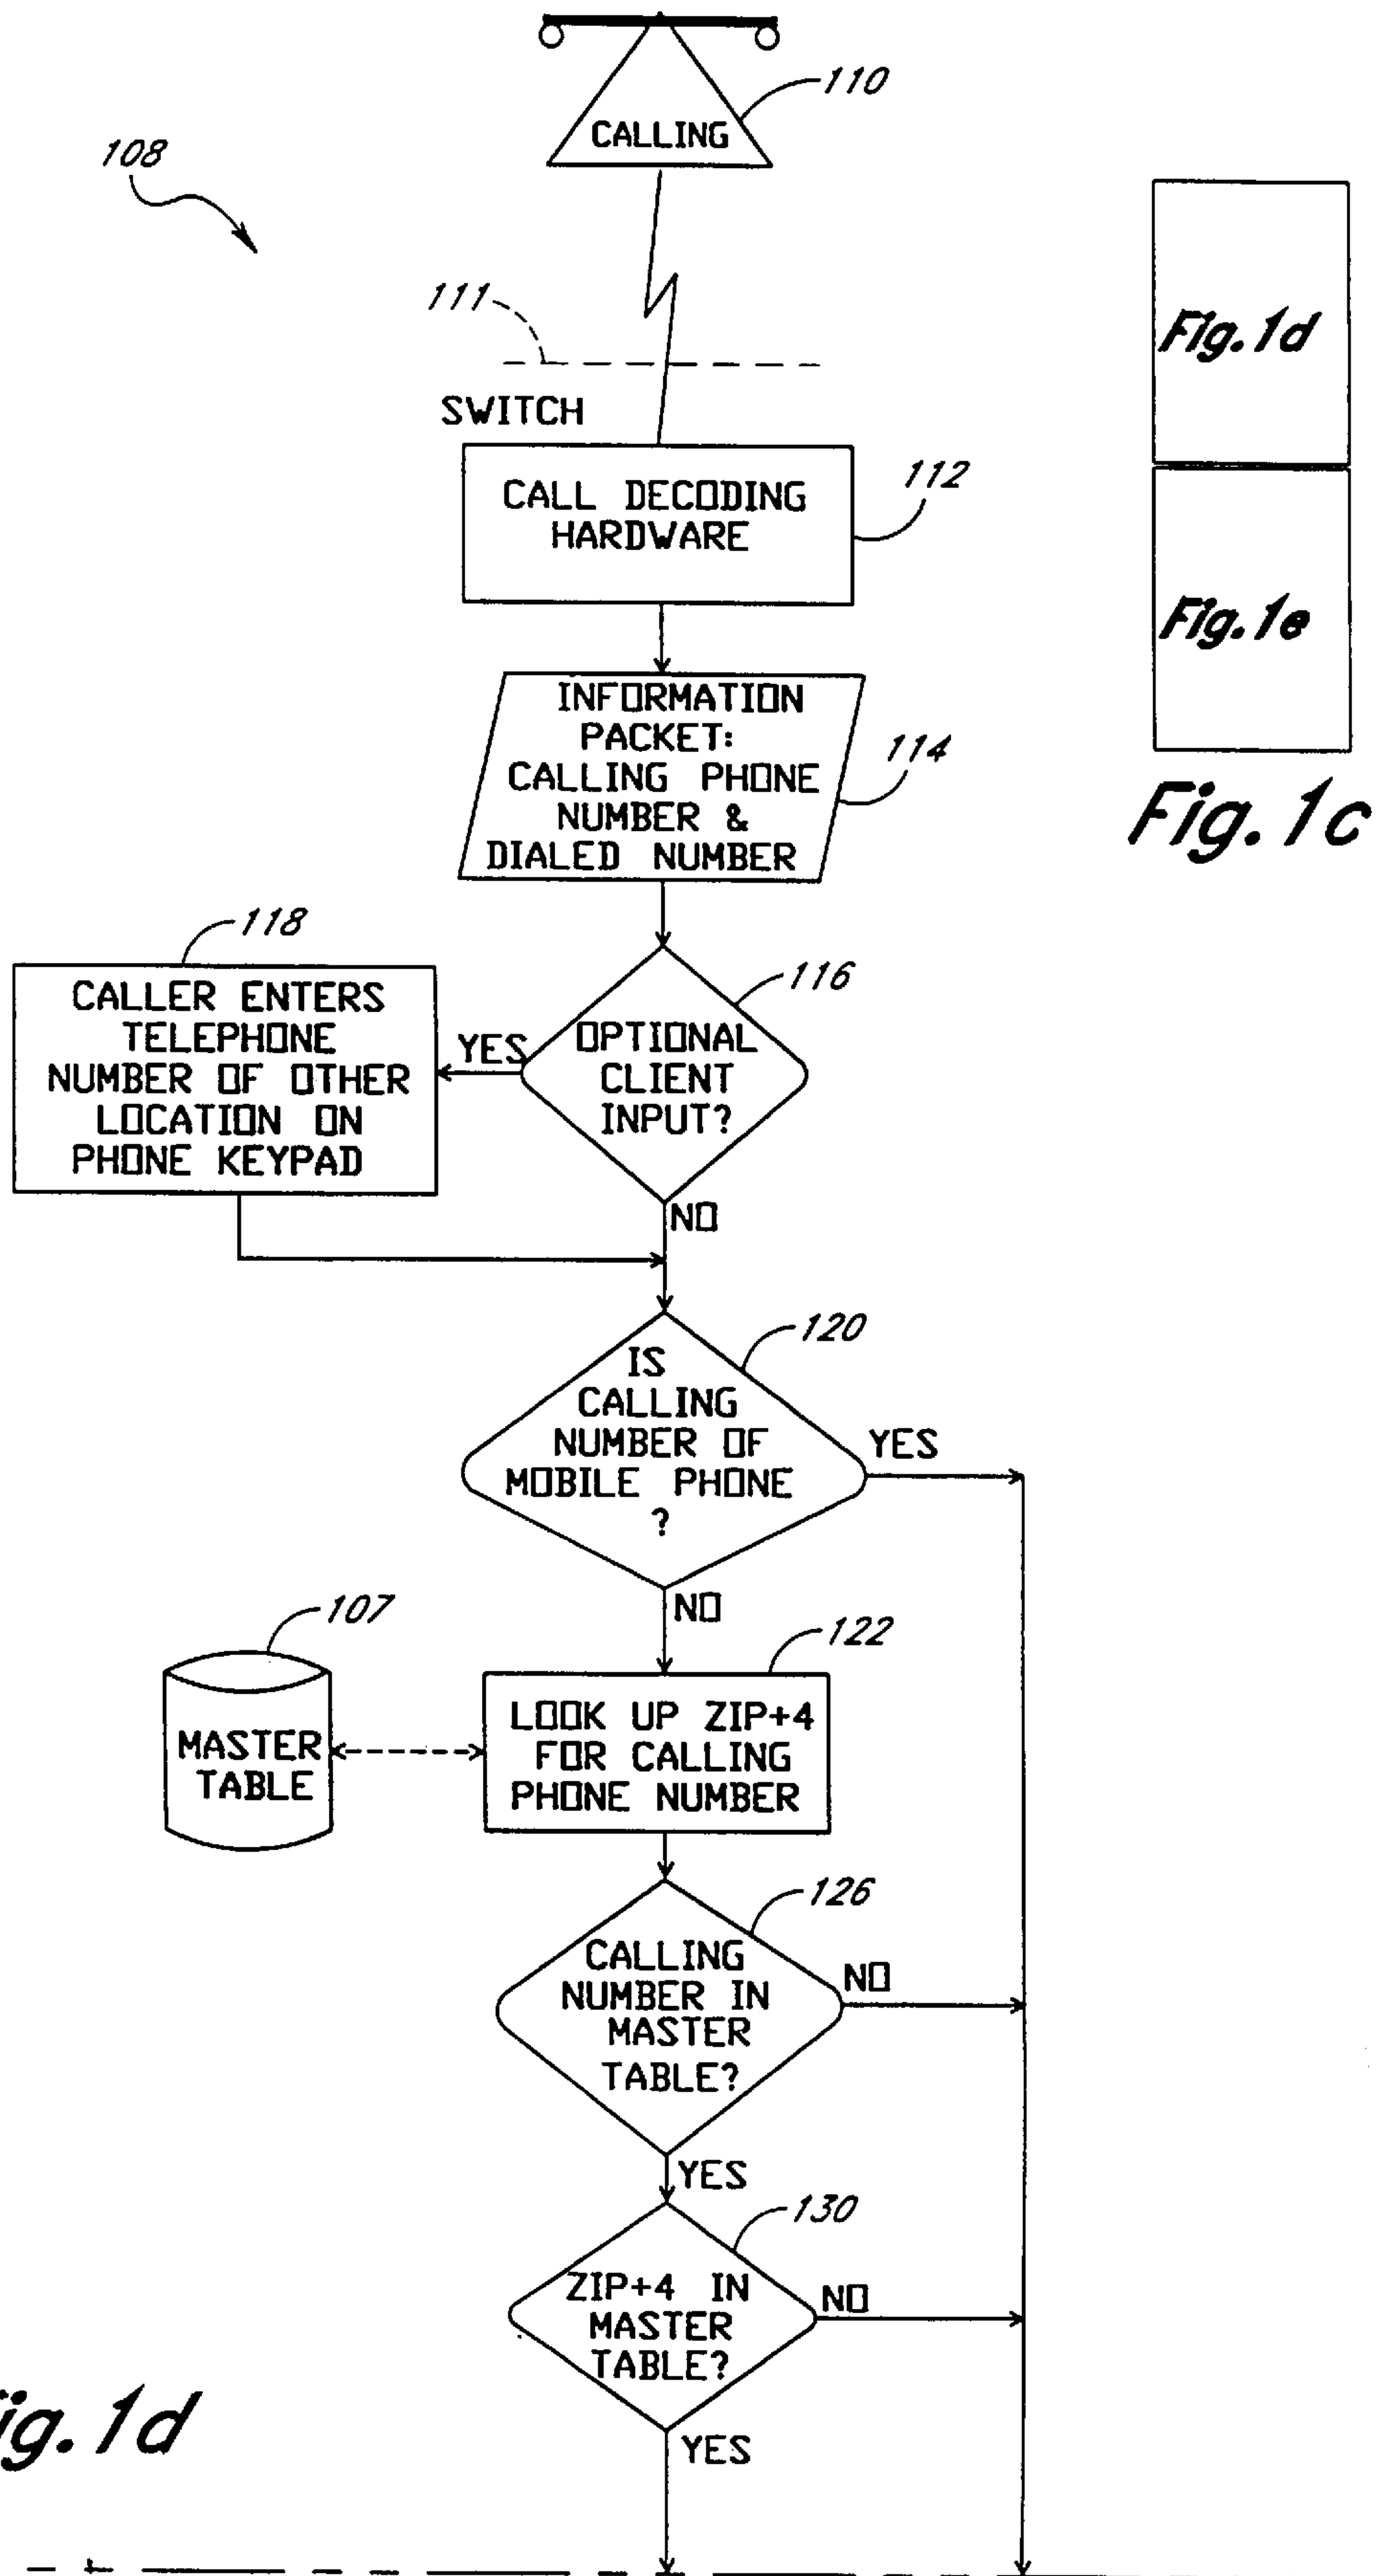 110
CALLING
108
111
SWITCH
CALL DECODING
HARDWARE
112
INFORMATION
PACKET:
CALLING PHONE
NUMBER &
DIALED NUMBER
114
Fig. 1d
Fig. 1e
Fig. 1c
118
CALLER ENTERS
TELEPHONE
NUMBER OF OTHER
LOCATION ON
PHONE KEYPAD
YES
116
OPTIONAL
CLIENT
INPUT?
NO
120
IS
CALLING
NUMBER OF
MOBILE PHONE
?
YES
NO
107
MASTER
TABLE
122
LOOK UP ZIP+4
FOR CALLING
PHONE NUMBER
126
CALLING
NUMBER IN
MASTER
TABLE?
NO
YES
130
ZIP+4 IN
MASTER
TABLE?
NO
YES
ig. 1d